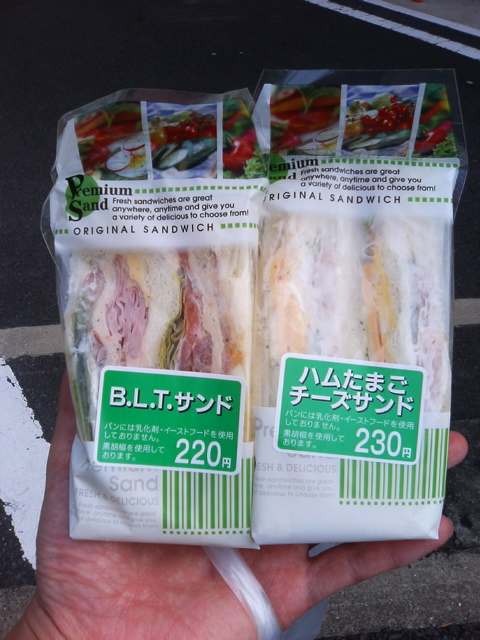 Premium
Sand
Fresh sandwiches are great
anywhere, anytime and give you
a variety of delicious to choose from!
ORIGINAL SANDWICH
B.L.T.サンド
パンには乳化剤・イーストフードを使用
しておりません。
黒胡椒を使用して
おります。
220円
Premium
Sand
FRESH & DELICIOUS
Premium
Sand
Fresh sandwiches are great
anywhere, anytime and give you
a variety of delicious to choose from!
ORIGINAL SANDWICH
ハムたまご
チーズサンド
パンには乳化剤・イーストフードを使用
しておりません。
黒胡椒を使用して
おります。
230円
FRESH & DELICIOUS